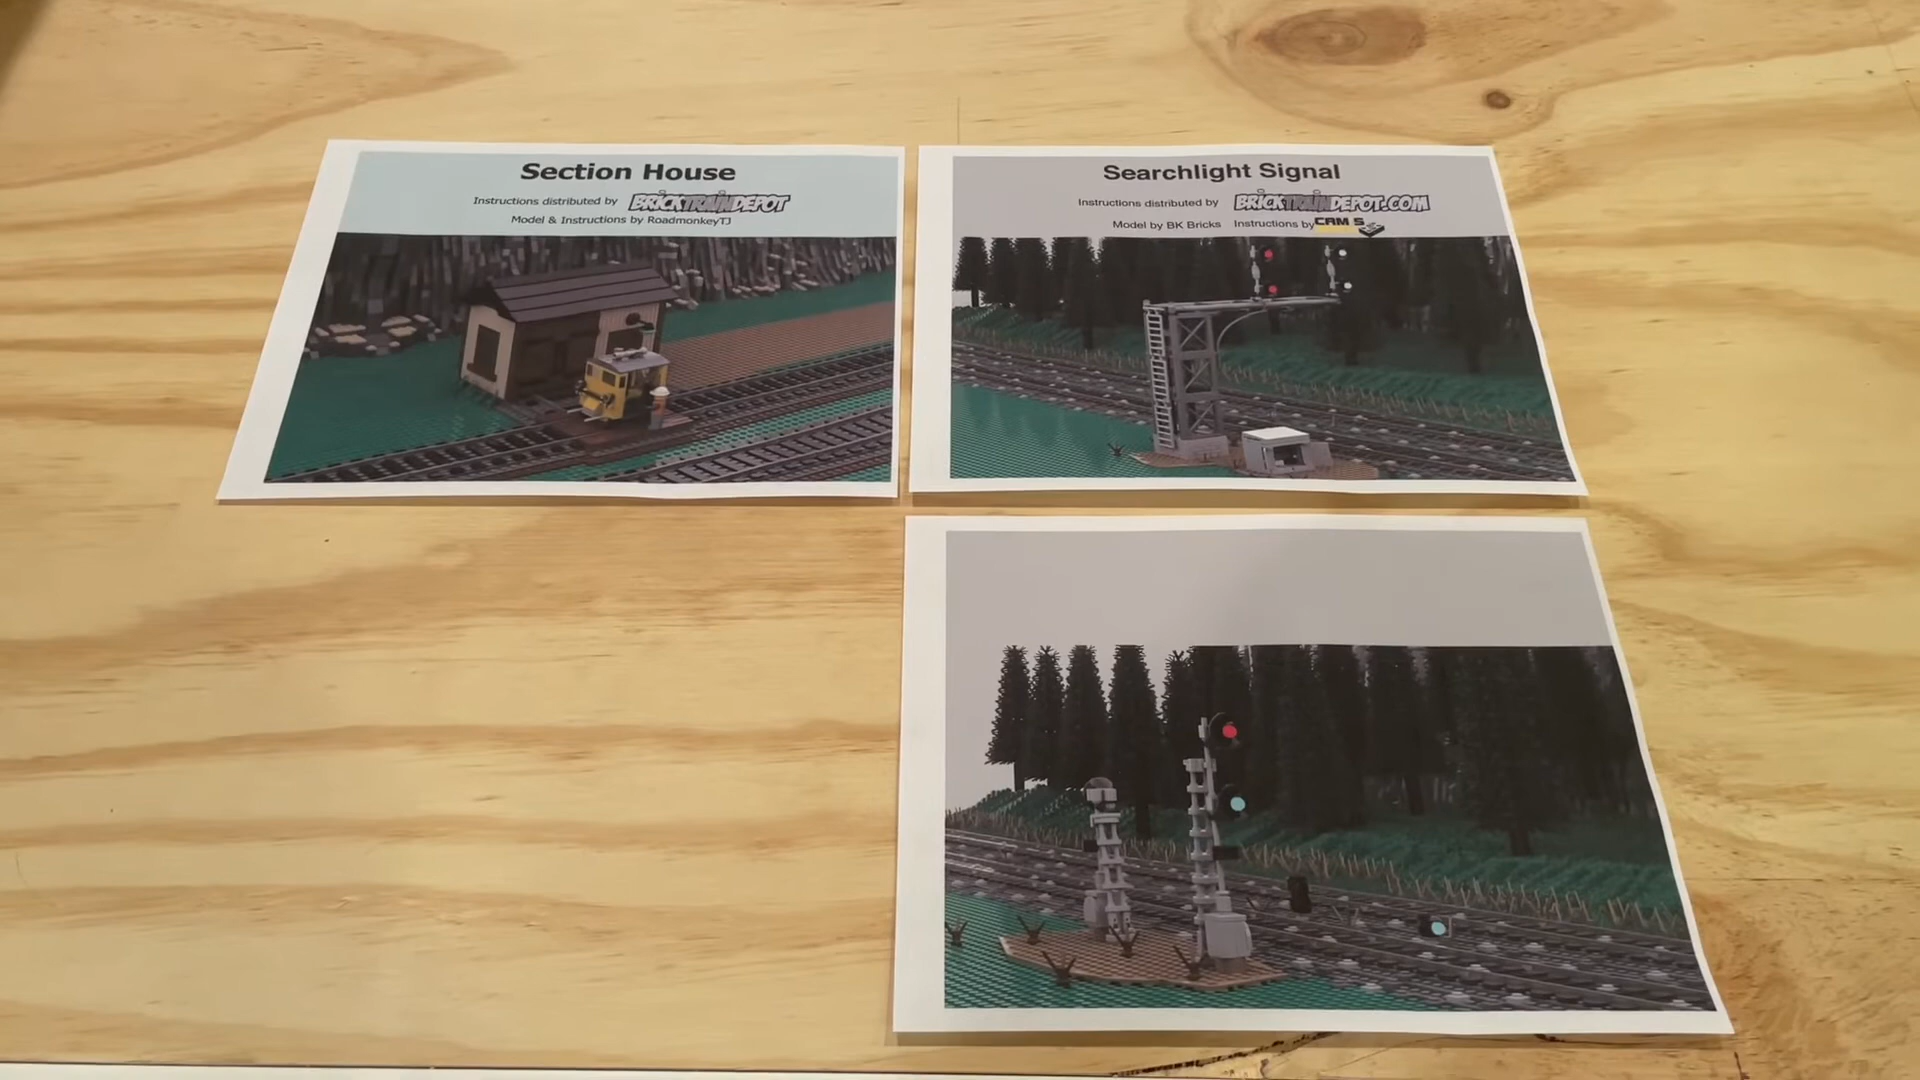 Section House
Instructions distributed by BRICKTRAINDEPOT
Model & Instructions by RoadmonkeyTJ
Searchlight Signal
Instructions distributed by BRICKTRAINDEPOT.COM
Model by BK Bricks Instructions by CAM S